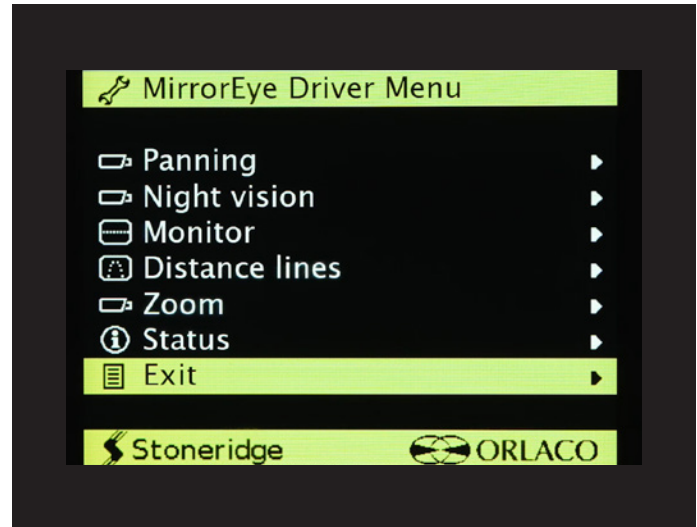 MirrorEye Driver Menu
Panning
Night vision
Monitor
Distance lines
Zoom
Status
Exit
Stoneridge ORLACO